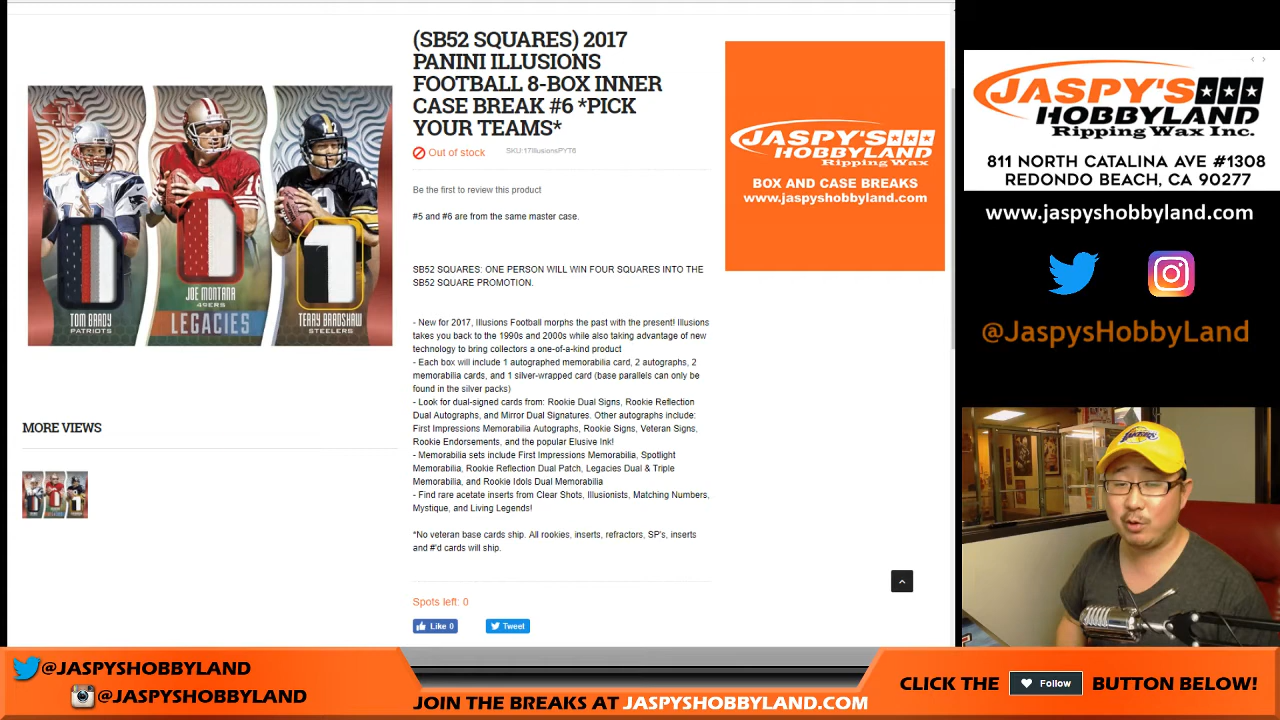 (SB52 SQUARES) 2017
PANINI ILLUSIONS
FOOTBALL 8-BOX INNER
CASE BREAK #6 *PICK
YOUR TEAMS*
Out of stock
SKU:17IllusionsPYT6
Be the first to review this product
#5 and #6 are from the same master case.
SB52 SQUARES: ONE PERSON WILL WIN FOUR SQUARES INTO THE
SB52 SQUARE PROMOTION.
- New for 2017, Illusions Football morphs the past with the present! Illusions
takes you back to the 1990s and 2000s while also taking advantage of new
technology to bring collectors a one-of-a-kind product
- Each box will include 1 autographed memorabilia card, 2 autographs, 2
memorabilia cards, and 1 silver-wrapped card (base parallels can only be
found in the silver packs)
- Look for dual-signed cards from: Rookie Dual Signs, Rookie Reflection
Dual Autographs, and Mirror Dual Signatures. Other autographs include:
First Impressions Memorabilia Autographs, Rookie Signs, Veteran Signs,
Rookie Endorsements, and the popular Elusive Ink!
- Memorabilia sets include First Impressions Memorabilia, Spotlight
Memorabilia, Rookie Reflection Dual Patch, Legacies Dual & Triple
Memorabilia, and Rookie Idols Dual Memorabilia
- Find rare acetate inserts from Clear Shots, Illusionists, Matching Numbers,
Mystique, and Living Legends!
*No veteran base cards ship. All rookies, inserts, refractors, SP's, inserts
and #'d cards will ship.
Spots left: 0
Like 0
Tweet
TOM BRADY
PATRIOTS
JOE MONTANA
49ERS
LEGACIES
TERRY BRADSHAW
STEELERS
MORE VIEWS
JASPY'S
HOBBYLAND
Ripping Wax
BOX AND CASE BREAKS
www.jaspyshobbyland.com
JASPY'S
HOBBYLAND
Ripping Wax Inc.
811 NORTH CATALINA AVE #1308
REDONDO BEACH, CA 90277
www.jaspyshobbyland.com
@JaspysHobbyLand
@JASPYSHOBBYLAND
@JASPYSHOBBYLAND
JOIN THE BREAKS AT JASPYSHOBBYLAND.COM
CLICK THE Follow BUTTON BELOW!